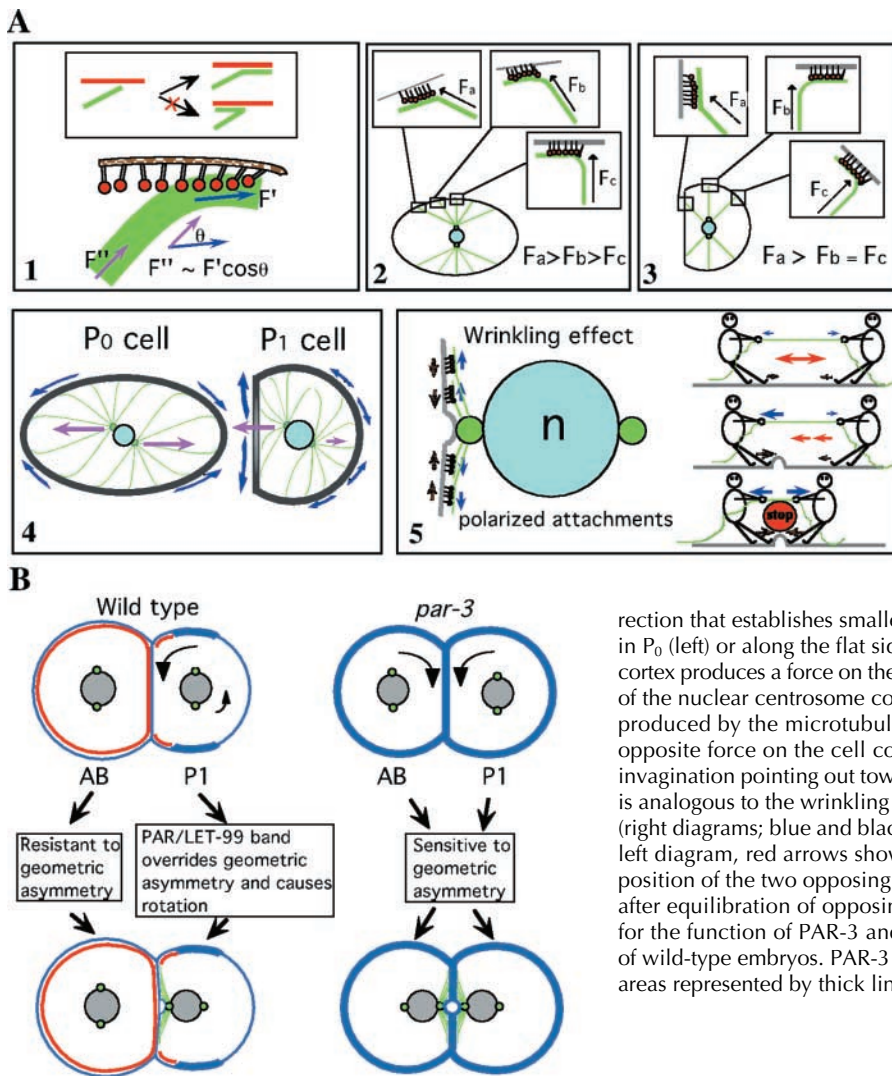 A
1
F'
F"
θ
F" ~ F'cosθ
2
Fa
Fb
Fc
Fa>Fb>Fc
3
Fa
Fb
Fc
Fa > Fb = Fc
4
P0 cell
P1 cell
5
Wrinkling effect
n
polarized attachments
stop
B
Wild type
par-3
AB
P1
AB
P1
Resistant to
geometric
asymmetry
PAR/LET-99 band
overrides geometric
asymmetry and causes
rotation
Sensitive to
geometric
asymmetry
rection that establishes smalle
in P0 (left) or along the flat sid
cortex produces a force on the
of the nuclear centrosome co
produced by the microtubul
opposite force on the cell co
invagination pointing out tow
is analogous to the wrinkling
(right diagrams; blue and blac
left diagram, red arrows shov
position of the two opposing
after equilibration of opposin
for the function of PAR-3 and
of wild-type embryos. PAR-3
areas represented by thick lin